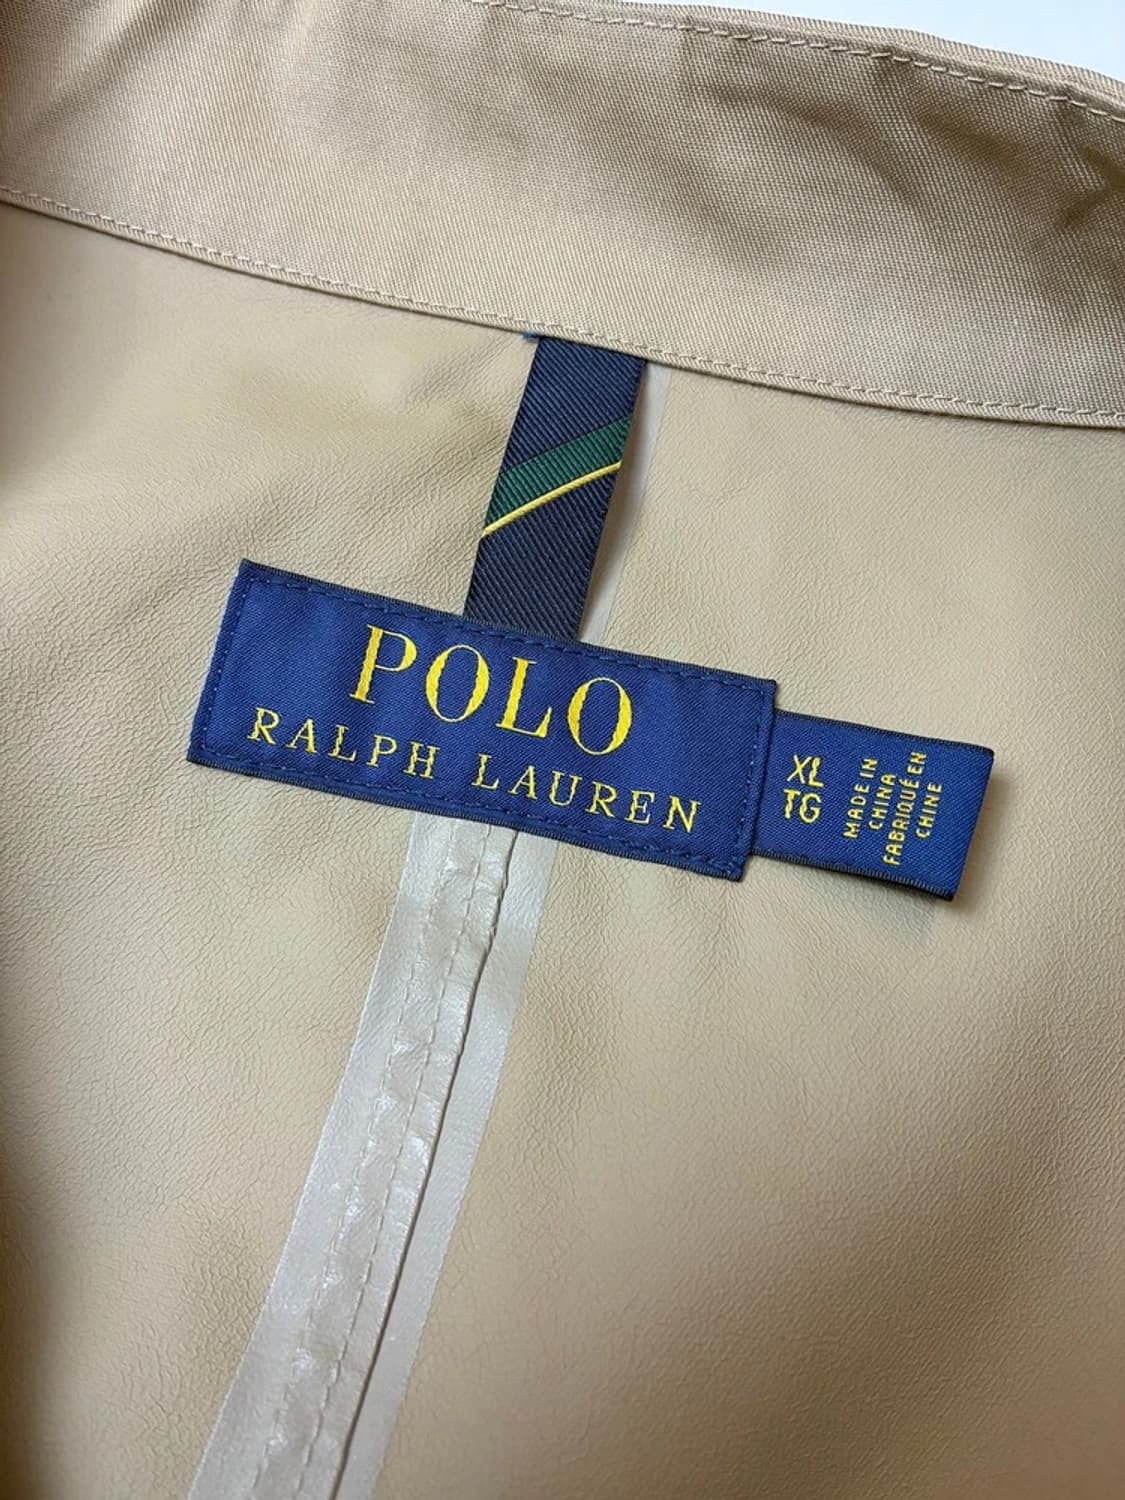 POLO
RALPH LAUREN
XL
TG
MADE IN
CHINA
FABRIQUÉ EN
CHINE